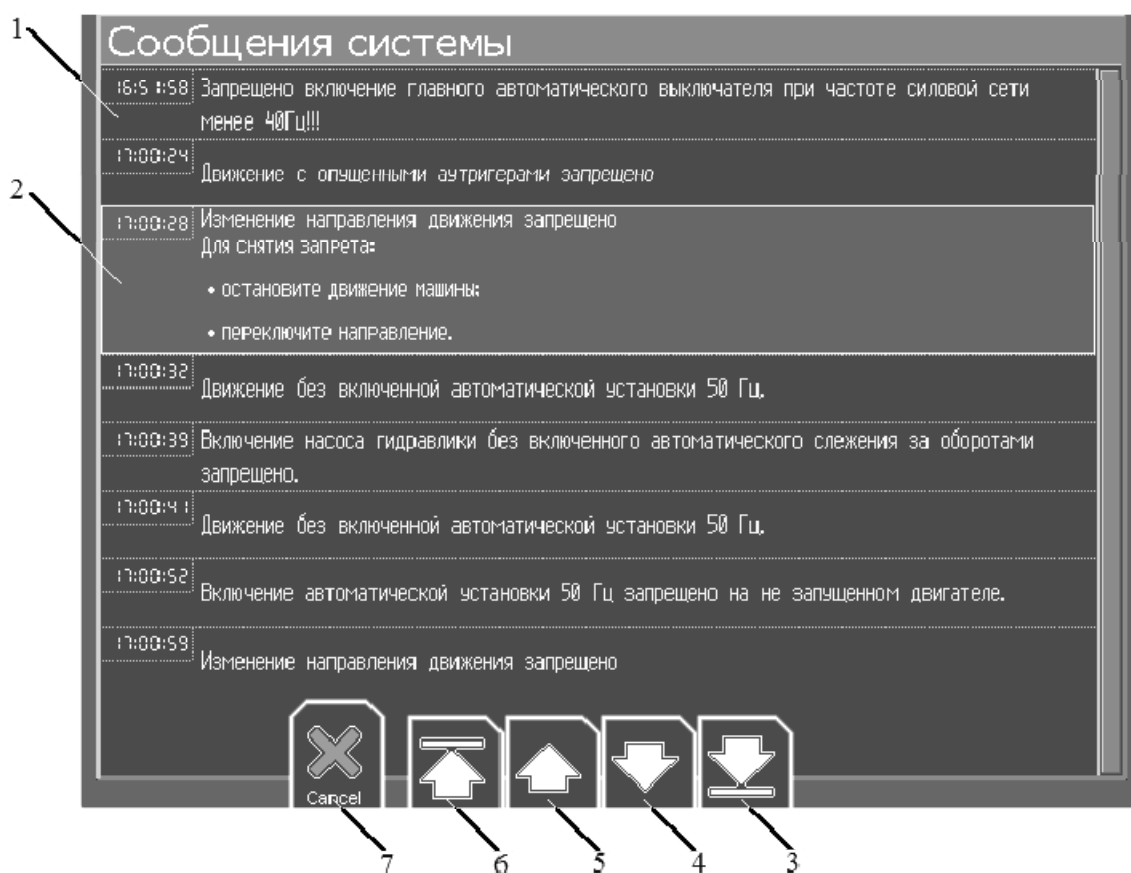 1
Сообщения системы
16:51:58 Запрещено включение главного автоматического выключателя при частоте силовой сети
менее 40Гц!!!
17:00:24
Движение с опущенными аутригерами запрещено
2
17:00:28 Изменение направления движения запрещено
Для снятия запрета:
• остановите движение машины;
• переключите направление.
17:00:32
Движение без включенной автоматической установки 50 Гц.
17:00:39 Включение насоса гидравлики без включенного автоматического слежения за оборотами
запрещено.
17:00:41
Движение без включенной автоматической установки 50 Гц.
17:00:52
Включение автоматической установки 50 Гц запрещено на не запущенном двигателе.
17:00:59
Изменение направления движения запрещено
Cancel
7 6 5 4 3